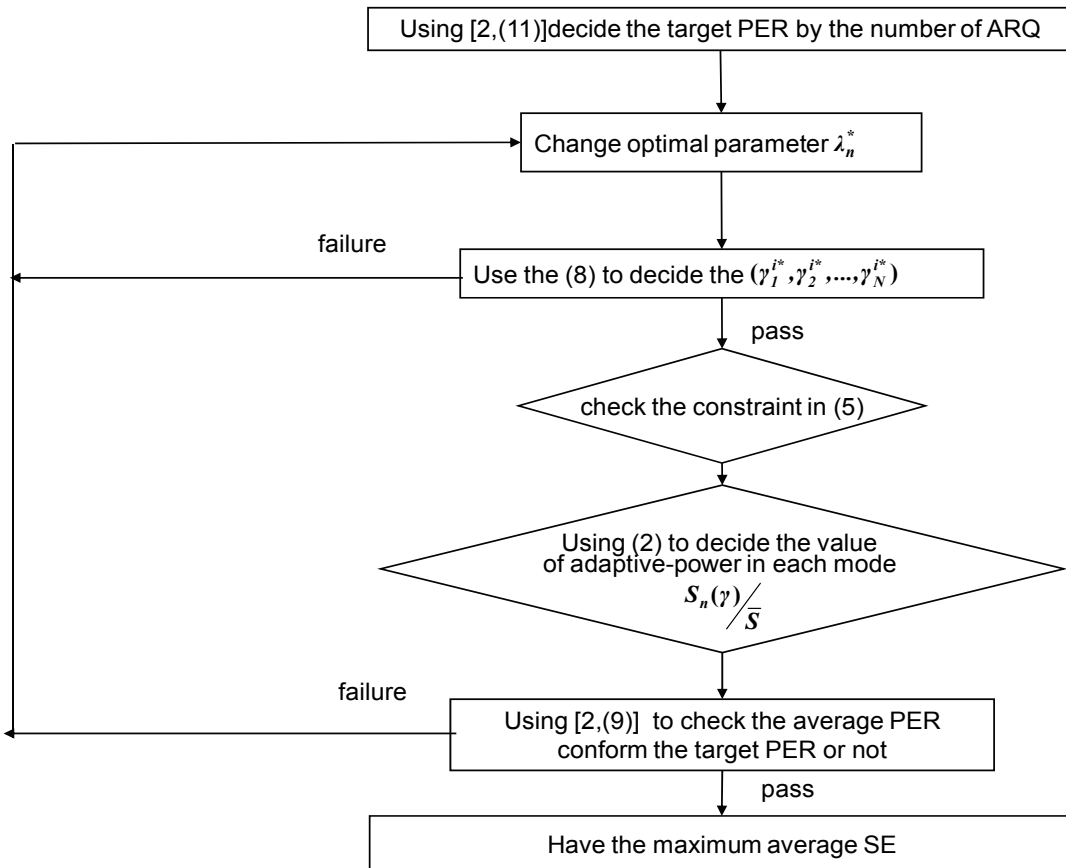 Using [2,(11)]decide the target PER by the number of ARQ
Change optimal parameter λₙ*
failure
Use the (8) to decide the (γ₁ⁱ*,γ₂ⁱ*,...,γ_Nⁱ*)
pass
check the constraint in (5)
Using (2) to decide the value
of adaptive-power in each mode
Sₙ(γ)/S̅
failure
Using [2,(9)] to check the average PER
conform the target PER or not
pass
Have the maximum average SE